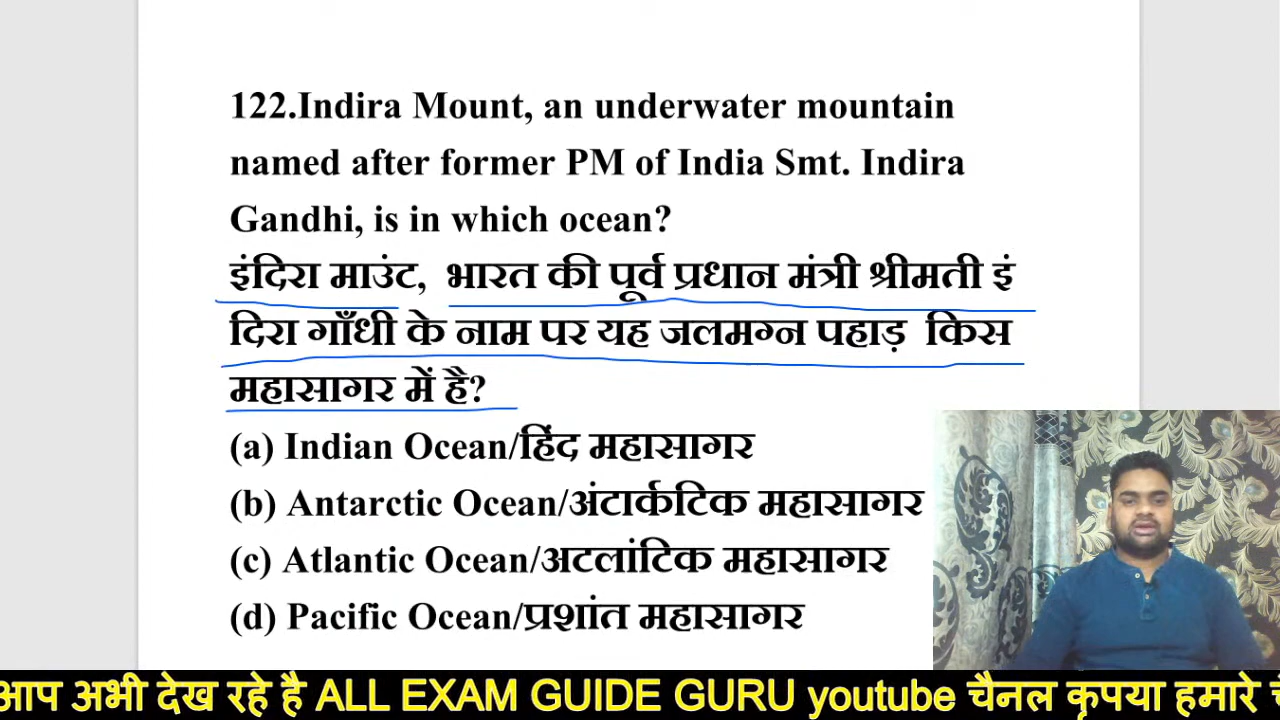 122.Indira Mount, an underwater mountain
named after former PM of India Smt. Indira
Gandhi, is in which ocean?
इंदिरा माउंट, भारत की पूर्व प्रधान मंत्री श्रीमती इं
दिरा गाँधी के नाम पर यह जलमग्न पहाड़ किस
महासागर में है?
(a) Indian Ocean/हिंद महासागर
(b) Antarctic Ocean/अंटार्कटिक महासागर
(c) Atlantic Ocean/अटलांटिक महासागर
(d) Pacific Ocean/प्रशांत महासागर
आप अभी देख रहे है ALL EXAM GUIDE GURU youtube चैनल कृपया हमारे